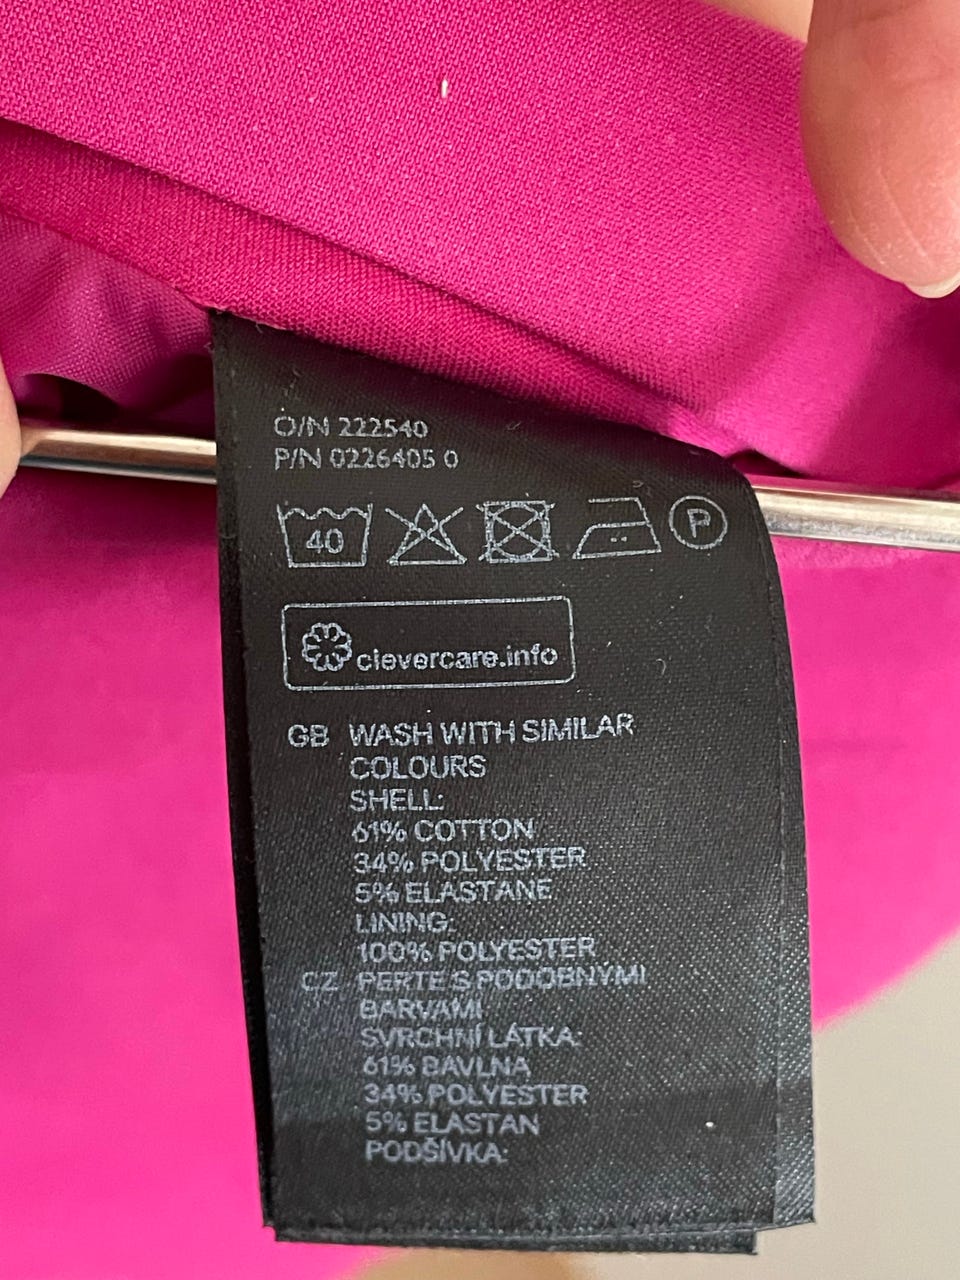 O/N 222540
P/N 0226405 0
40 P
clevercare.info
GB WASH WITH SIMILAR
COLOURS
SHELL:
61% COTTON
34% POLYESTER
5% ELASTANE
LINING:
100% POLYESTER
CZ PERTE S PODOBNÝMI
BARVAMI
SVRCHNÍ LÁTKA:
61% BAVLNA
34% POLYESTER
5% ELASTAN
PODŠÍVKA: